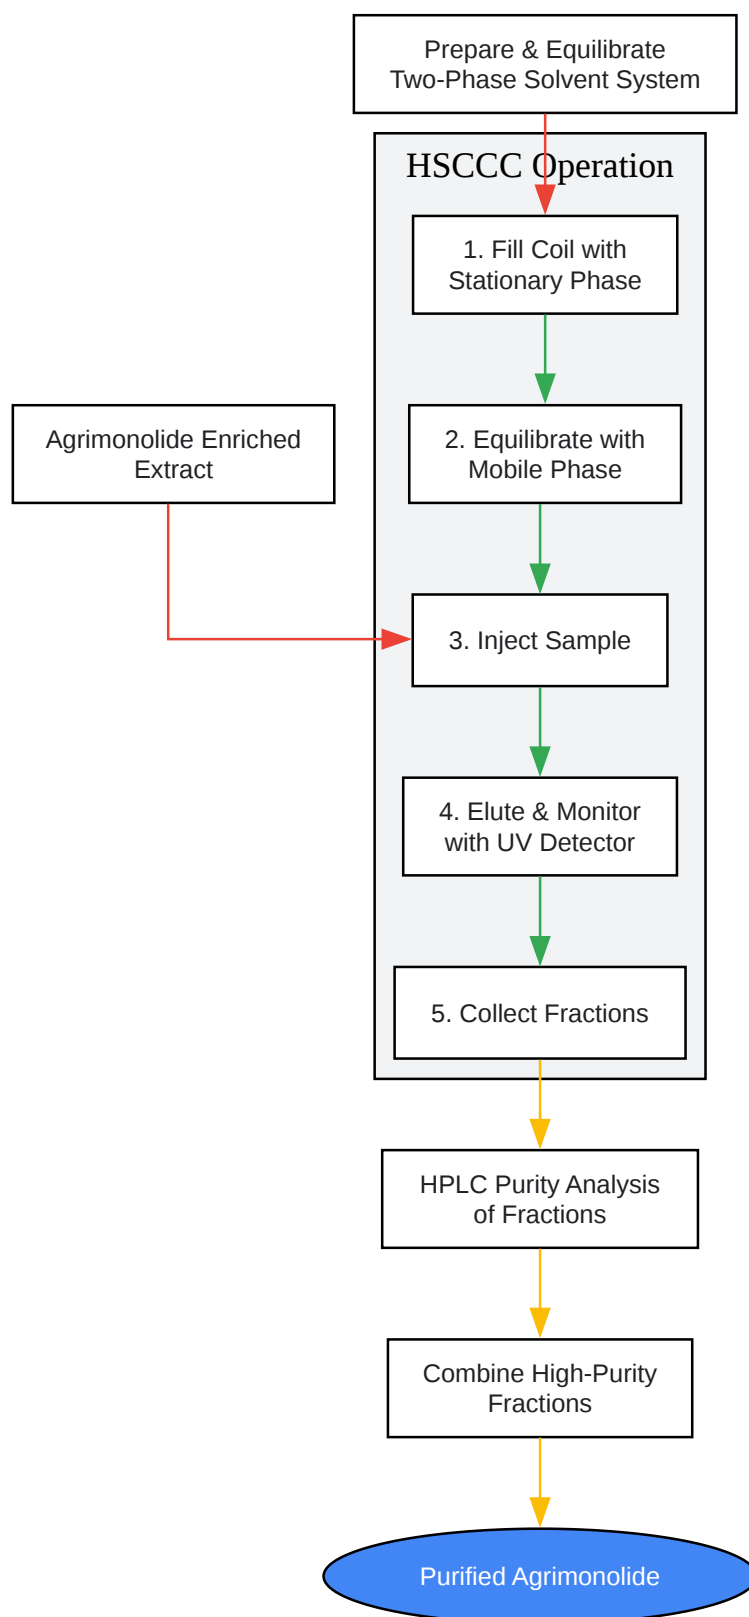 Prepare & Equilibrate
Two-Phase Solvent System
HSCCC Operation
1. Fill Coil with
Stationary Phase
Agrimonolide Enriched
Extract
2. Equilibrate with
Mobile Phase
3. Inject Sample
4. Elute & Monitor
with UV Detector
5. Collect Fractions
HPLC Purity Analysis
of Fractions
Combine High-Purity
Fractions
Purified Agrimonolide